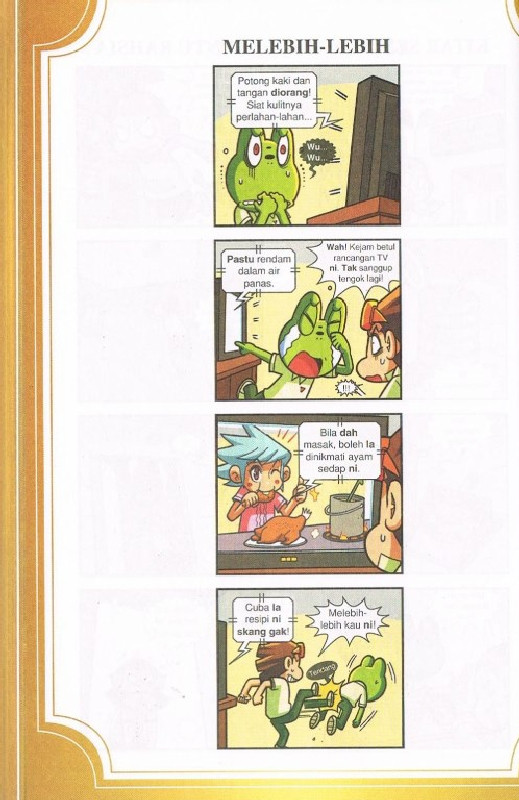 MELEBIH-LEBIH
Potong kaki dan
tangan diorang!
Siat kulitnya
perlahan-lahan...
Wu...
Wu...
Pastu rendam
dalam air
panas.
Wah! Kejam betul
rancangan TV
ni. Tak sanggup
tengok lagi!
!!!
Bila dah
masak, boleh la
dinikmati ayam
sedap ni.
Cuba la
resipi ni
skang gak!
Melebih-
lebih kau ni!